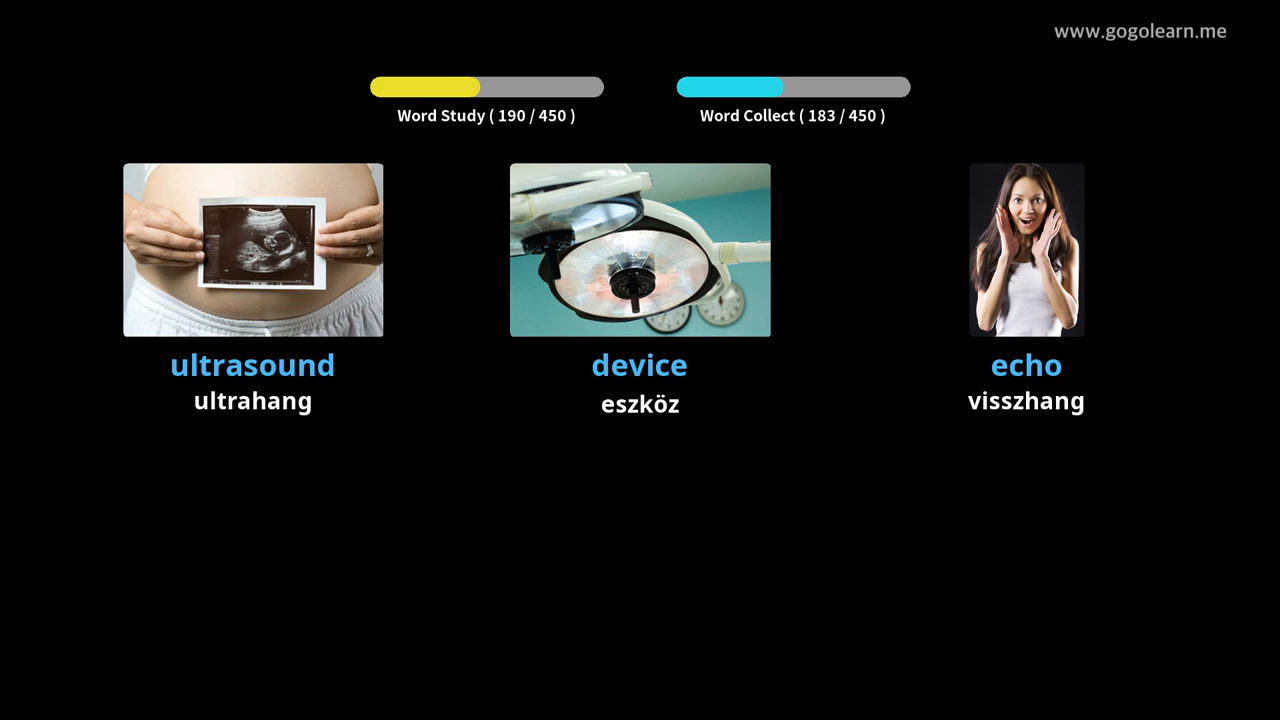 www.gogolearn.me
Word Study ( 190 / 450 )
Word Collect ( 183 / 450 )
ultrasound
device
echo
ultrahang
eszköz
visszhang